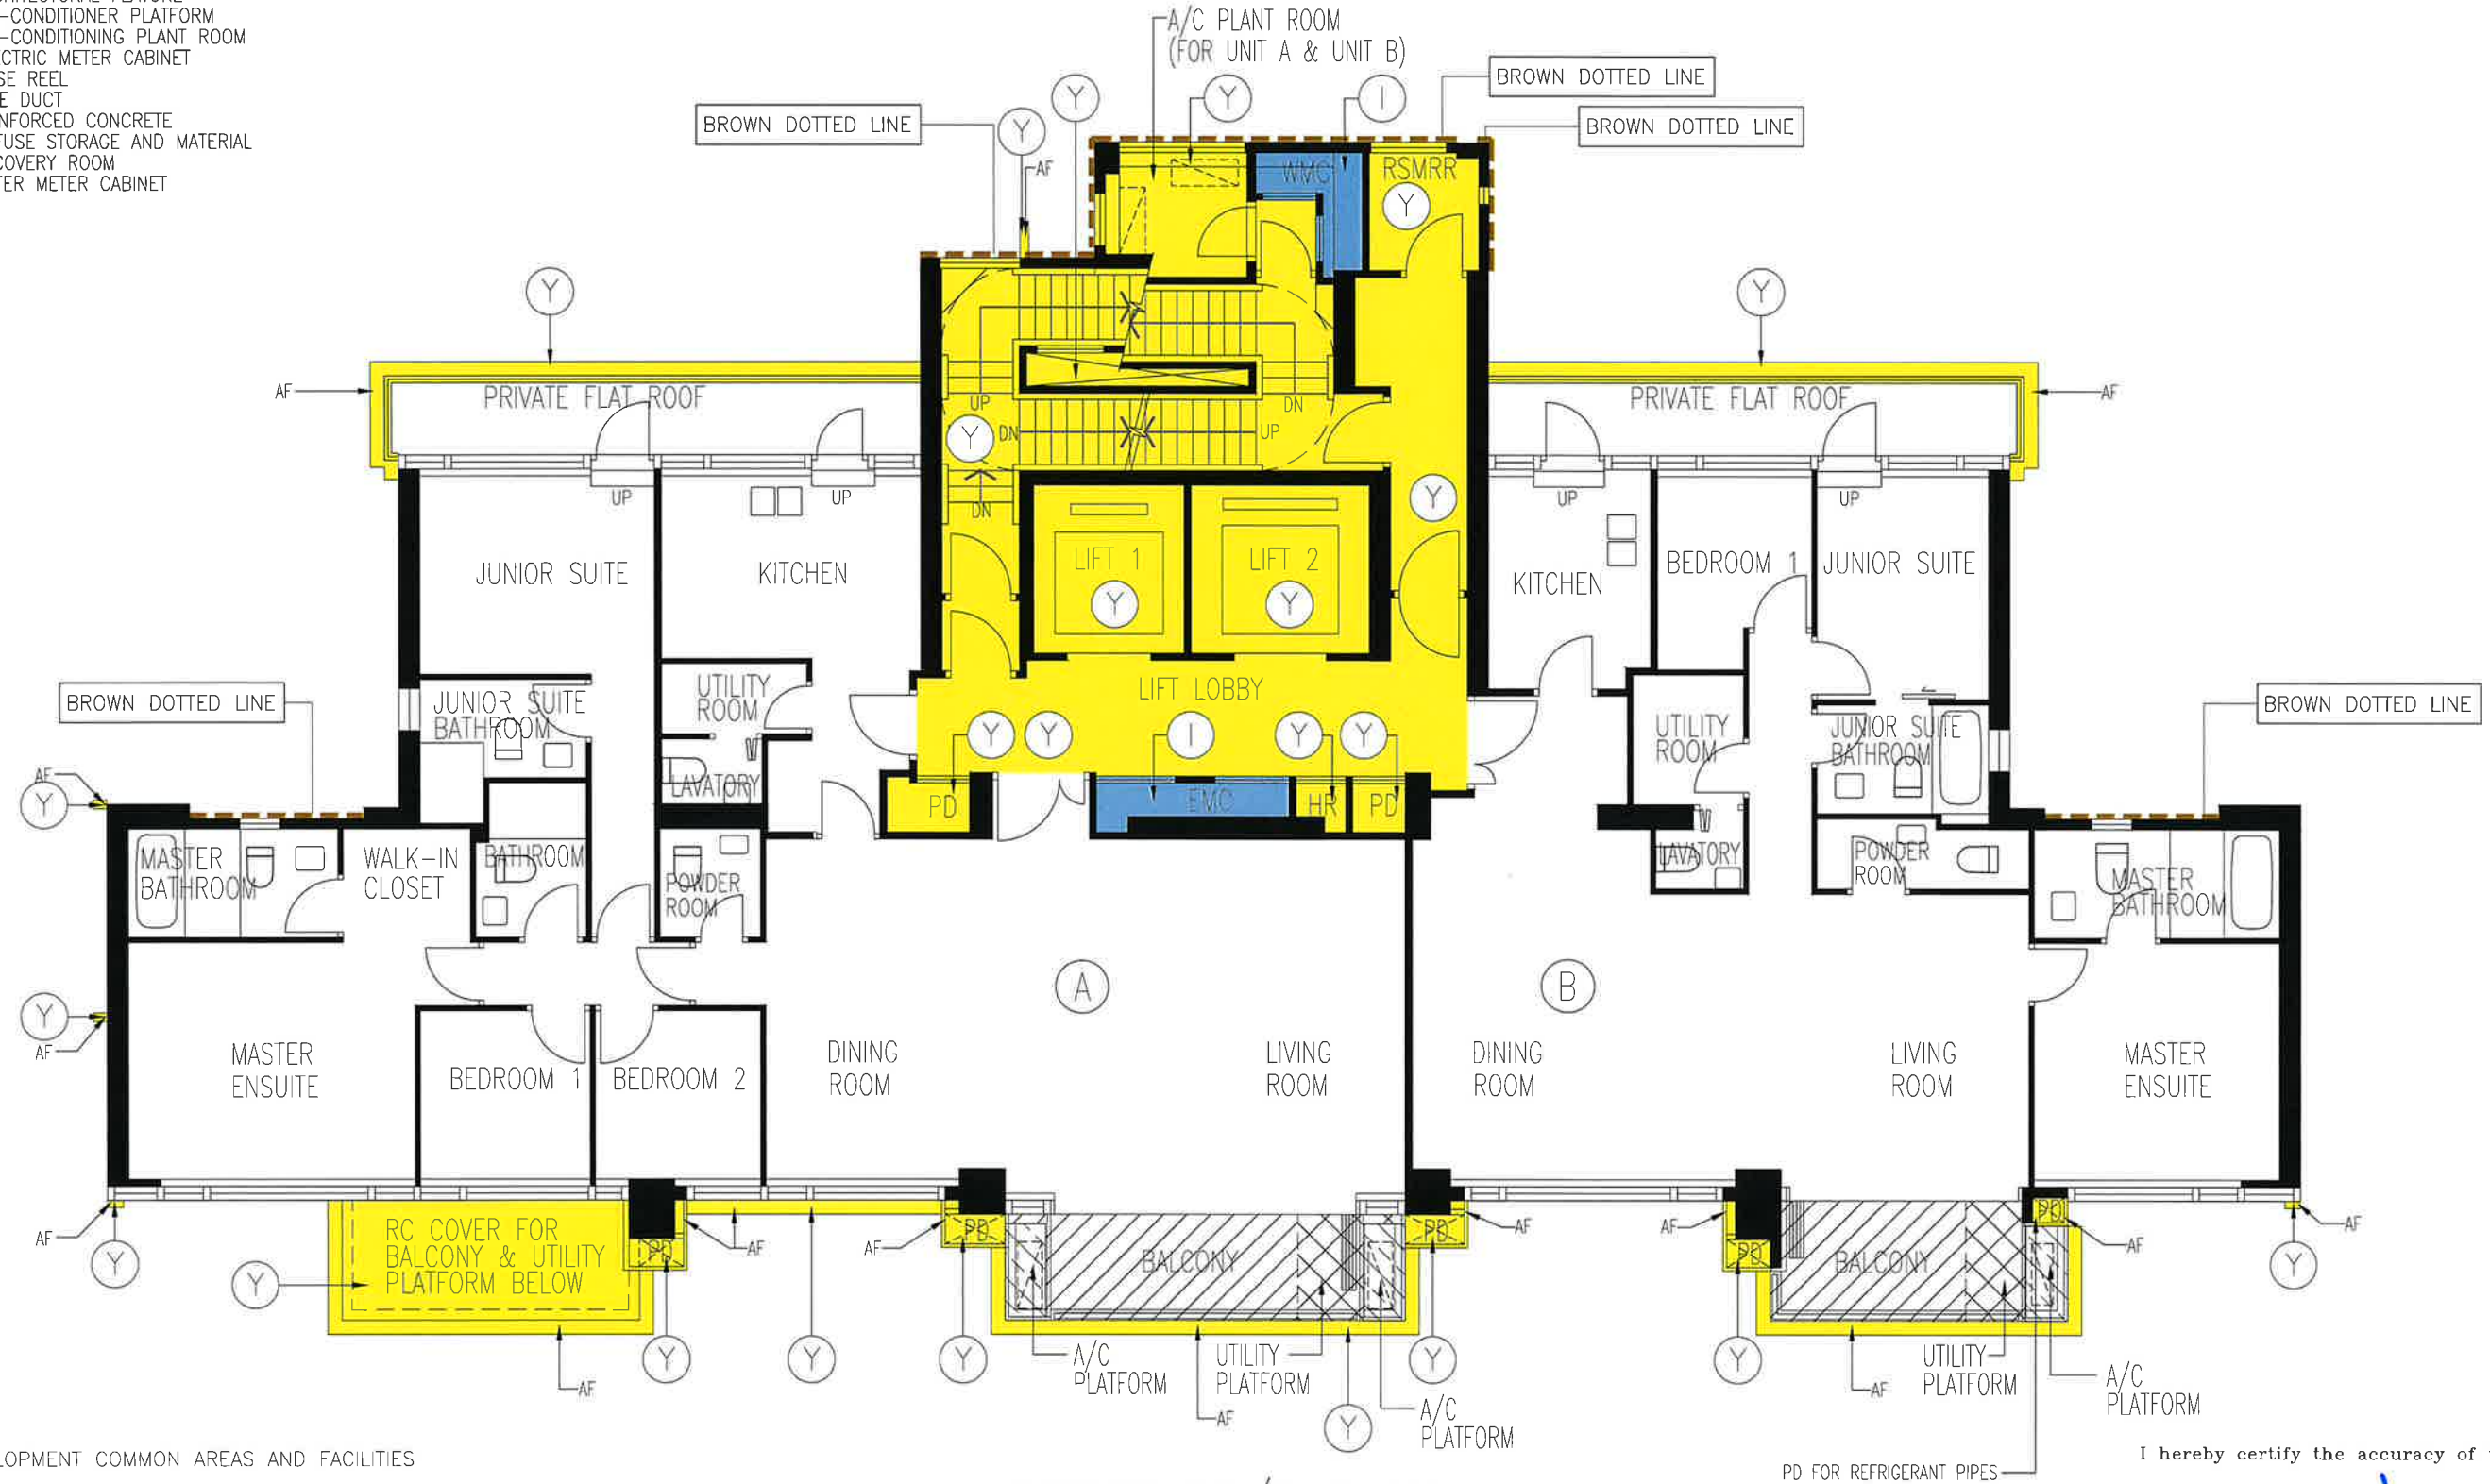 -CONDITIONER PLATFORM
-CONDITIONING PLANT ROOM
CTRIC METER CABINET
SE REEL
E DUCT
NFORCED CONCRETE
FUSE STORAGE AND MATERIAL
COVERY ROOM
TER METER CABINET
A/C PLANT ROOM
(FOR UNIT A & UNIT B)
BROWN DOTTED LINE
BROWN DOTTED LINE
BROWN DOTTED LINE
Y
Y
Y
I
AF
WMC
RSMRR
Y
Y
Y
AF
PRIVATE FLAT ROOF
PRIVATE FLAT ROOF
AF
UP
DN
Y
DN
UP
UP
UP
DN
Y
UP
UP
JUNIOR SUITE
KITCHEN
LIFT 1
LIFT 2
Y
Y
KITCHEN
BEDROOM 1
JUNIOR SUITE
BROWN DOTTED LINE
JUNIOR SUITE
BATHROOM
UTILITY
ROOM
LIFT LOBBY
UTILITY
ROOM
JUNIOR SUITE
BATHROOM
BROWN DOTTED LINE
Y
Y
I
Y
Y
AF
Y
LAVATORY
PD
EMC
HR
PD
MASTER
BATHROOM
WALK-IN
CLOSET
BATHROOM
POWDER
ROOM
LAVATORY
POWDER
ROOM
MASTER
BATHROOM
A
B
Y
AF
MASTER
ENSUITE
BEDROOM 1
BEDROOM 2
DINING
ROOM
LIVING
ROOM
DINING
ROOM
LIVING
ROOM
MASTER
ENSUITE
AF
Y
RC COVER FOR
BALCONY & UTILITY
PLATFORM BELOW
Y
PD
AF
AF
PD
BALCONY
PD
AF
AF
PD
BALCONY
PD
AF
AF
Y
AF
Y
Y
Y
A/C
PLATFORM
UTILITY
PLATFORM
AF
Y
A/C
PLATFORM
Y
Y
AF
UTILITY
PLATFORM
A/C
PLATFORM
LOPMENT COMMON AREAS AND FACILITIES
PD FOR REFRIGERANT PIPES
I hereby certify the accuracy of